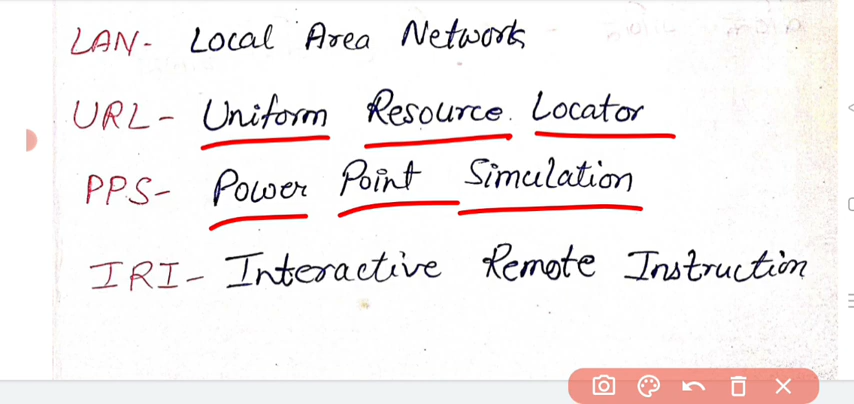 LAN- Local Area Network
URL- Uniform Resource Locator
PPS- Power Point Simulation
IRI- Interactive Remote Instruction